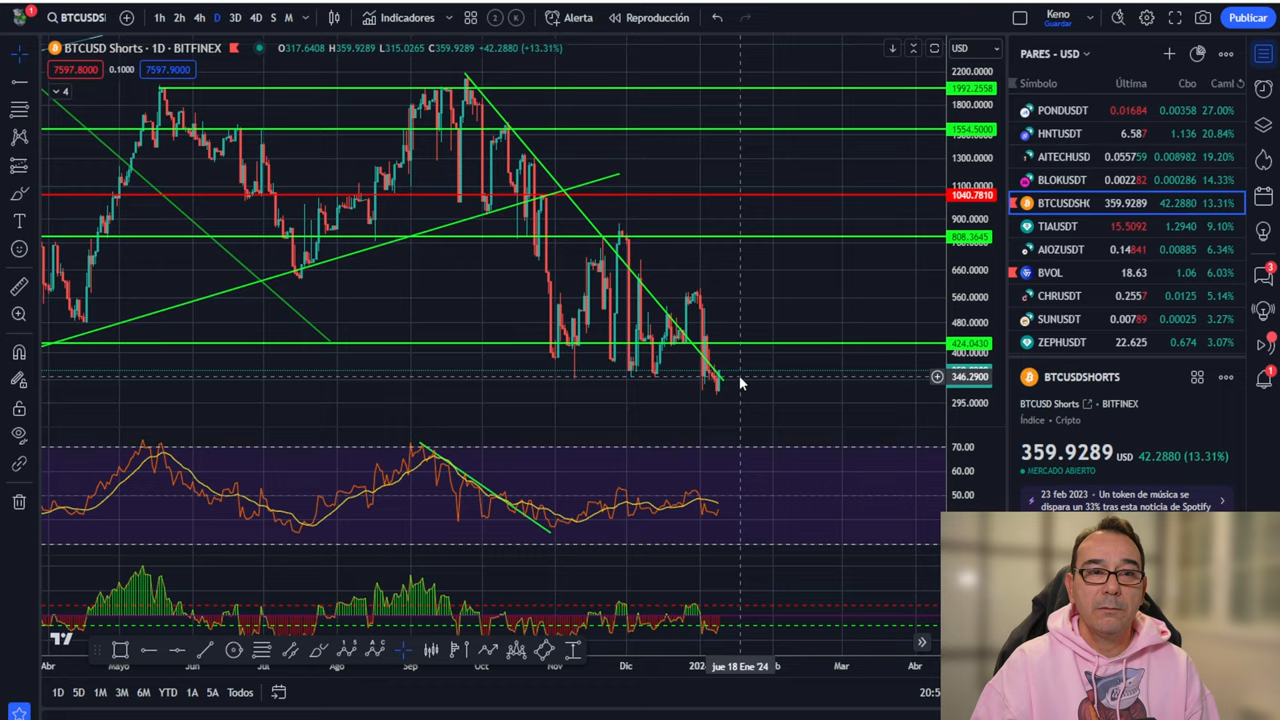 BTCUSDS
1h 2h 4h D 3D 4D S M
Indicadores
Alerta
Reproducción
Keno
Guardar
Publicar
BTCUSD Shorts · 1D · BITFINEX
O317.6408 H359.9289 L315.0265 C359.9289 +42.2880 (+13.31%)
USD
7597.8000 0.1000 7597.9000
4
2200.0000
1992.2558
1800.0000
1554.5000
1300.0000
1040.7810
900.0000
808.3645
660.0000
560.0000
480.0000
424.0430
400.0000
346.2900
295.0000
70.00
60.00
50.00
Abr Mayo Jun Jul Ago Sep Oct Nov Dic jue 18 Ene '24 Mar Abr
1D 5D 1M 3M 6M YTD 1A 5A Todos
PARES - USD
Símbolo Última Cbo
PONDUSDT 0.01684 0.00358 27.00%
HNTUSDT 6.587 1.136 20.84%
AITECHUSD 0.055759 0.008982 19.20%
BLOKUSDT 0.002282 0.000286 14.33%
359.9289 42.2880 13.31%
TIAUSDT 15.5092 1.2940 9.10%
AIOZUSDT 0.14841 0.00885 6.34%
BVOL 18.63 1.06 6.03%
CHRUSDT 0.2557 0.0125 5.14%
SUNUSDT 0.00789 0.00025 3.27%
ZEPHUSDT 22.625 0.674 3.07%
BTCUSDSHORTS
BTCUSD Shorts · BITFINEX
Índice · Cripto
359.9289 USD 42.2880 (13.31%)
MERCADO ABIERTO
23 feb 2023 · Un token de música se
dispara un 33% tras esta noticia de Spotify